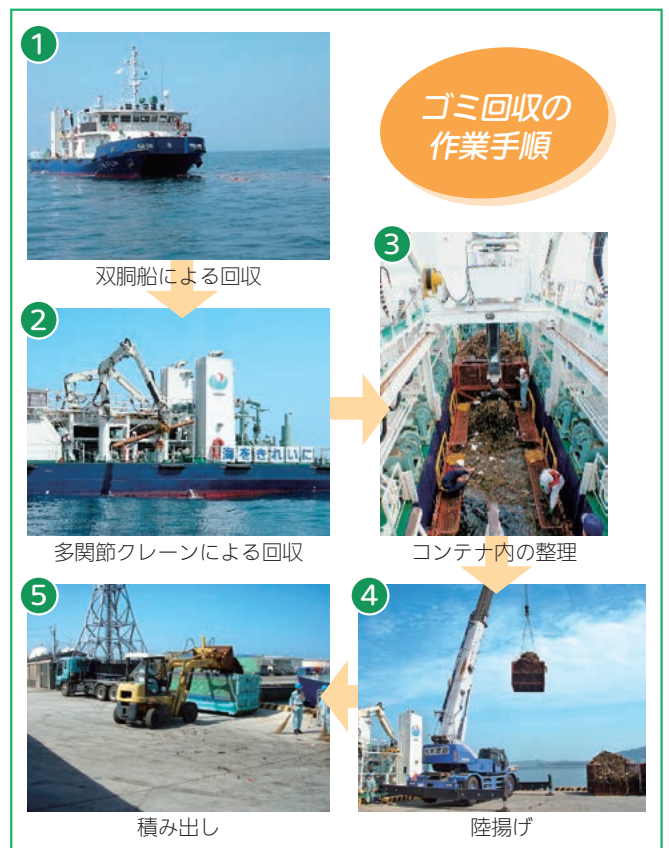 ゴミ回収の
作業手順
1
双胴船による回収
2
海をきれいに
多関節クレーンによる回収
3
コンテナ内の整理
4
陸揚げ
5
積み出し